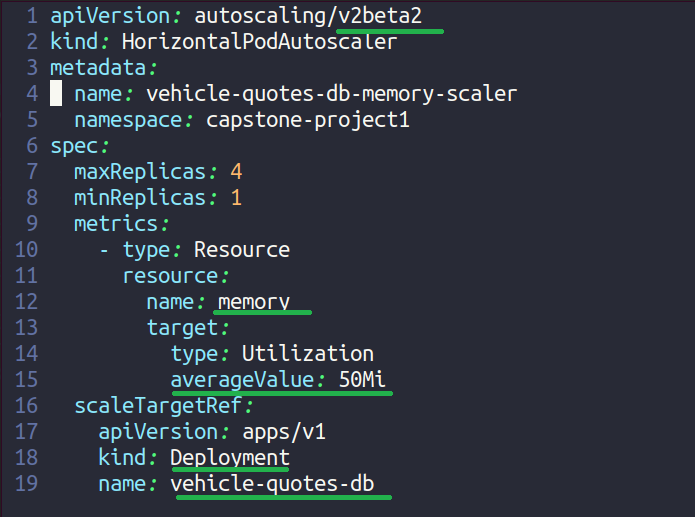 1 apiVersion: autoscaling/v2beta2
2 kind: HorizontalPodAutoscaler
3 metadata:
4   name: vehicle-quotes-db-memory-scaler
5   namespace: capstone-project1
6 spec:
7   maxReplicas: 4
8   minReplicas: 1
9   metrics:
10     - type: Resource
11       resource:
12         name: memory
13         target:
14           type: Utilization
15           averageValue: 50Mi
16   scaleTargetRef:
17     apiVersion: apps/v1
18     kind: Deployment
19     name: vehicle-quotes-db